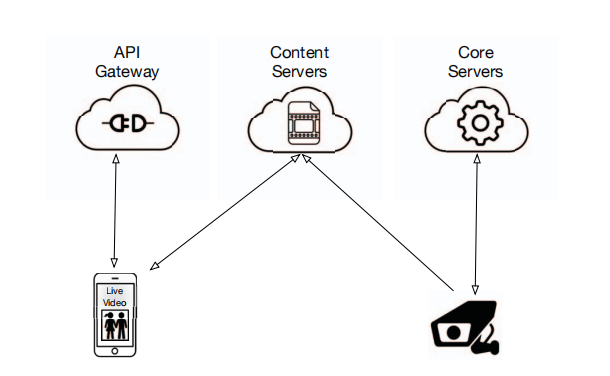 API
Gateway
Content
Servers
Core
Servers
Live
Video